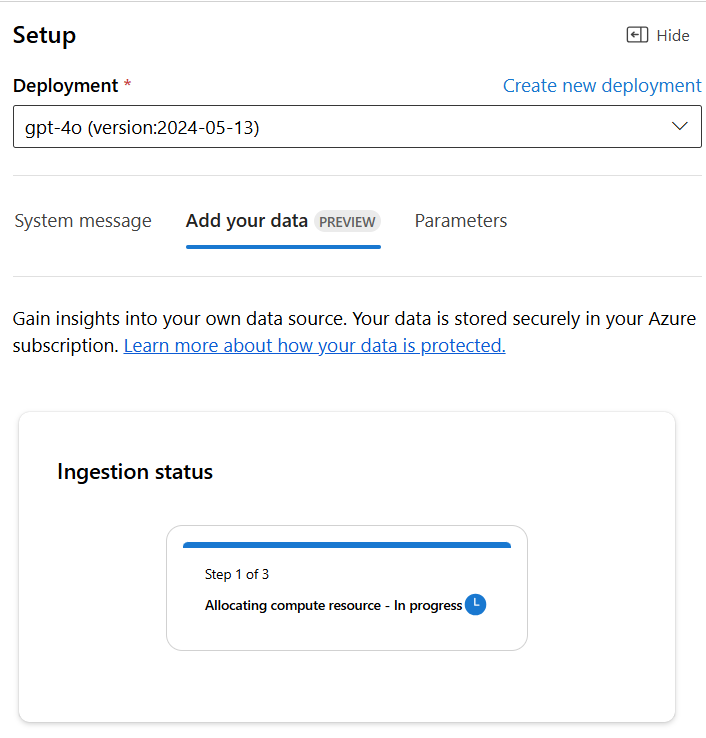 Setup
Hide
Deployment *
Create new deployment
gpt-4o (version:2024-05-13)
System message
Add your data PREVIEW
Parameters
Gain insights into your own data source. Your data is stored securely in your Azure
subscription. Learn more about how your data is protected.
Ingestion status
Step 1 of 3
Allocating compute resource - In progress